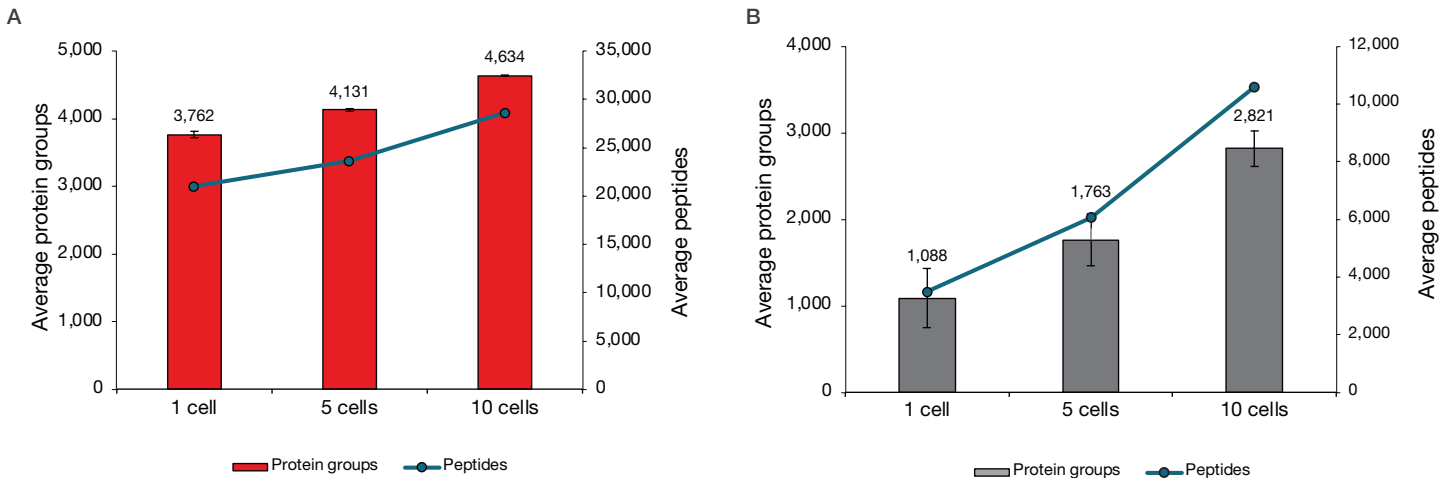 A
Average protein groups
5,000
4,000
3,000
2,000
1,000
0
3,762
4,131
4,634
35,000
30,000
25,000
20,000
15,000
10,000
5,000
0
Average peptides
1 cell
5 cells
10 cells
Protein groups
Peptides
B
Average protein groups
4,000
3,000
2,000
1,000
0
1,088
1,763
2,821
12,000
10,000
8,000
6,000
4,000
2,000
0
Average peptides
1 cell
5 cells
10 cells
Protein groups
Peptides